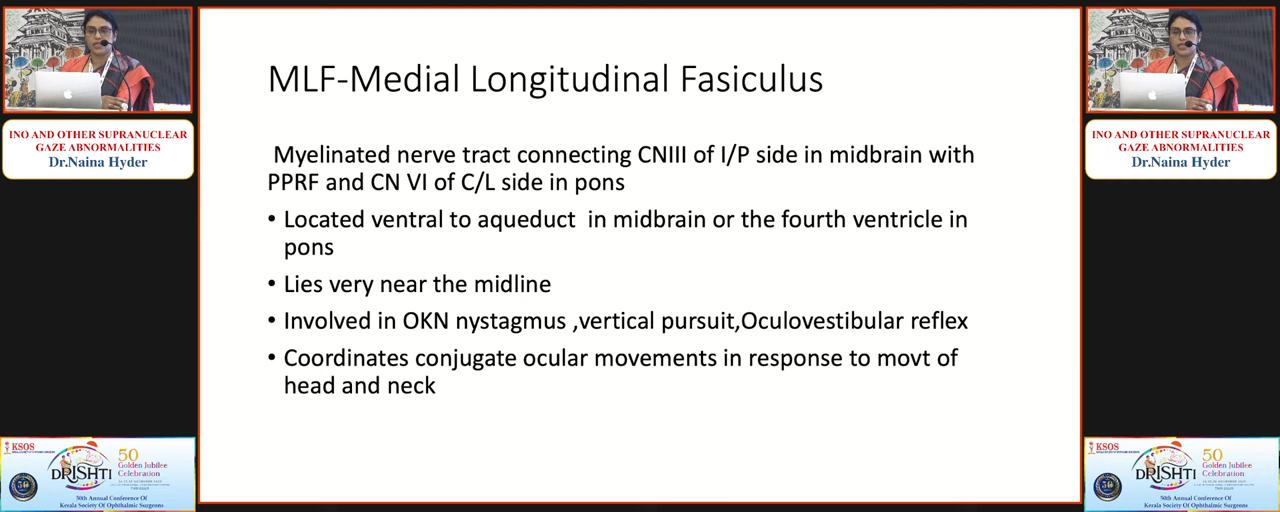 MLF-Medial Longitudinal Fasiculus
Myelinated nerve tract connecting CNIII of I/P side in midbrain with
PPRF and CN VI of C/L side in pons
• Located ventral to aqueduct in midbrain or the fourth ventricle in
pons
• Lies very near the midline
• Involved in OKN nystagmus ,vertical pursuit,Oculovestibular reflex
• Coordinates conjugate ocular movements in response to movt of
head and neck
INO AND OTHER SUPRANUCLEAR
GAZE ABNORMALITIES
Dr.Naina Hyder
KSOS
50
Golden Jubilee
Celebration
DRISHTI
50th Annual Conference Of
Kerala Society Of Ophthalmic Surgeons
INO AND OTHER SUPRANUCLEAR
GAZE ABNORMALITIES
Dr.Naina Hyder
KSOS
50
Golden Jubilee
Celebration
DRISHTI
50th Annual Conference Of
Kerala Society Of Ophthalmic Surgeons